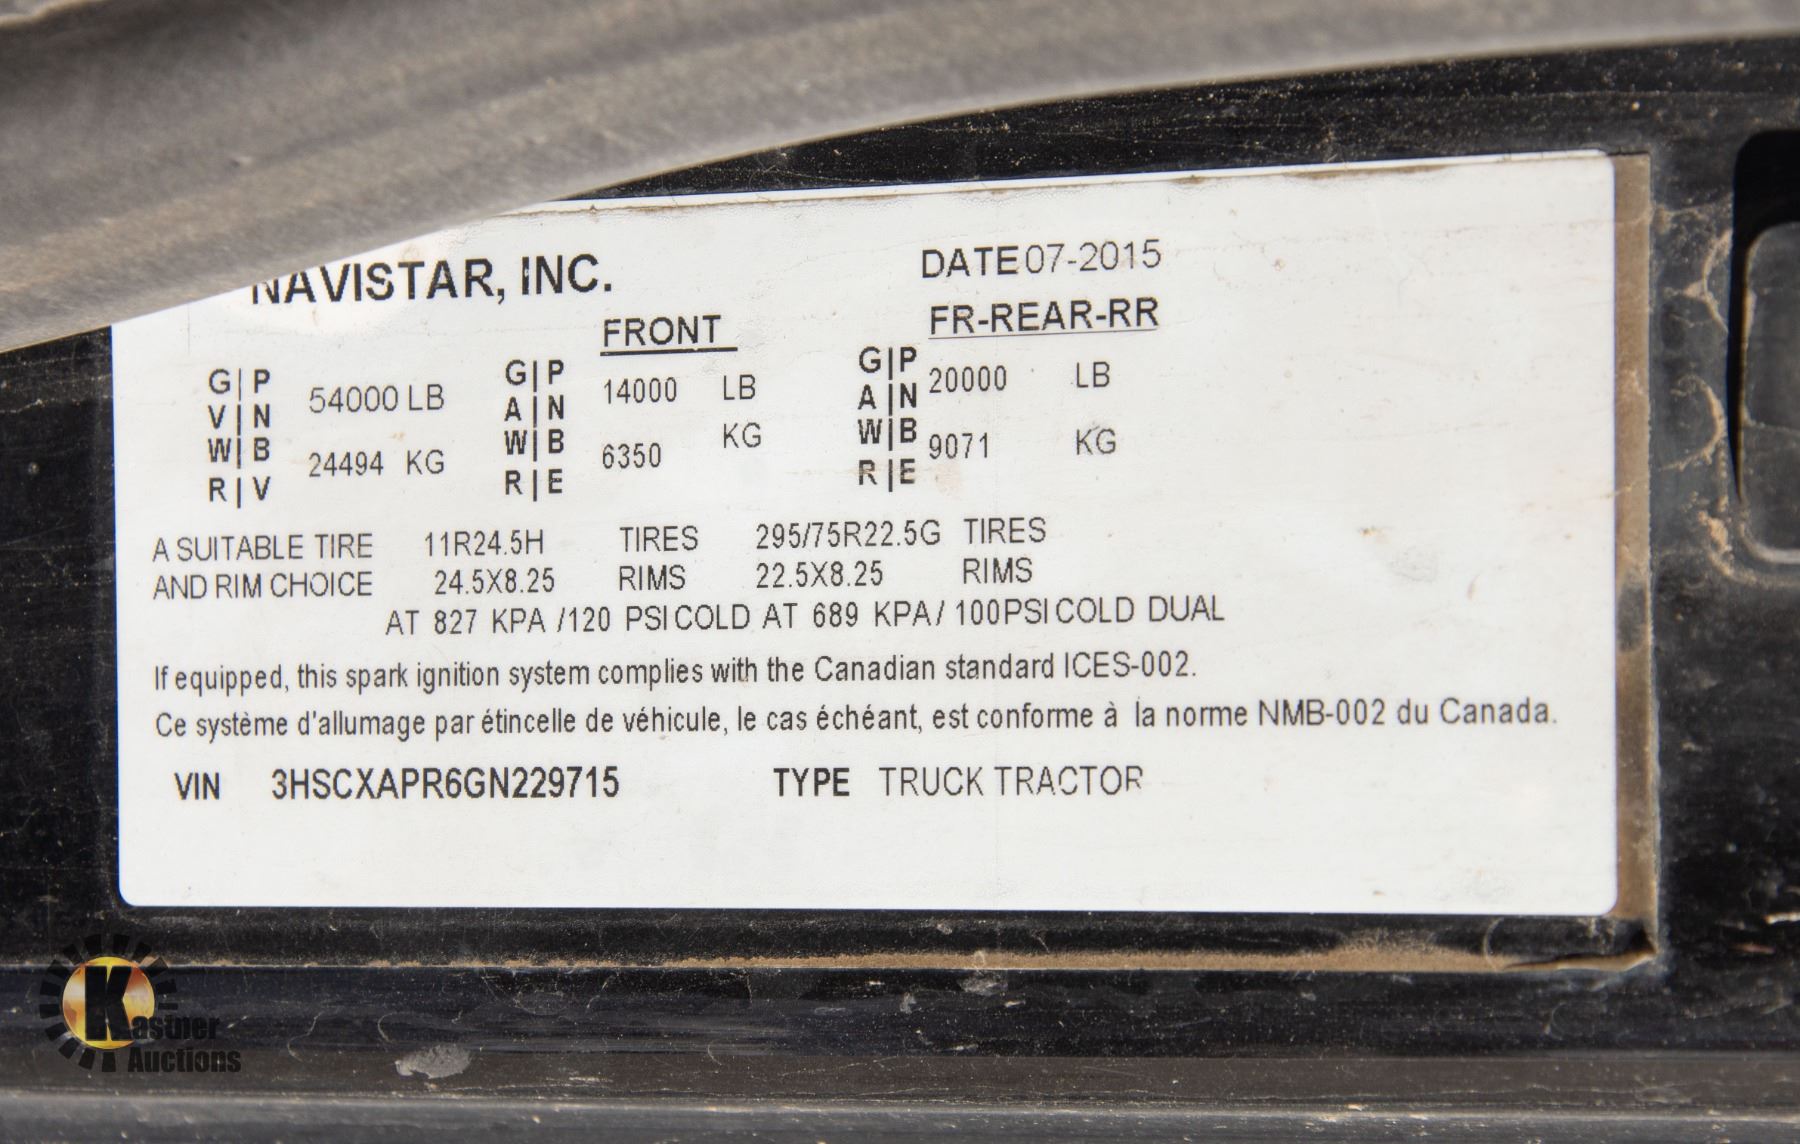 NAVISTAR, INC. DATE 07-2015
FRONT FR-REAR-RR
G|P G|P G|P
54000 LB 14000 LB 20000 LB
V|N A|N A|N
W|B W|B W|B
24494 KG 6350 KG 9071 KG
R|V R|E R|E
A SUITABLE TIRE 11R24.5H TIRES 295/75R22.5G TIRES
AND RIM CHOICE 24.5X8.25 RIMS 22.5X8.25 RIMS
AT 827 KPA /120 PSI COLD AT 689 KPA/ 100PSI COLD DUAL
If equipped, this spark ignition system complies with the Canadian standard ICES-002.
Ce système d'allumage par étincelle de véhicule, le cas échéant, est conforme à la norme NMB-002 du Canada.
VIN 3HSCXAPR6GN229715 TYPE TRUCK TRACTOR
Kastner
Auctions